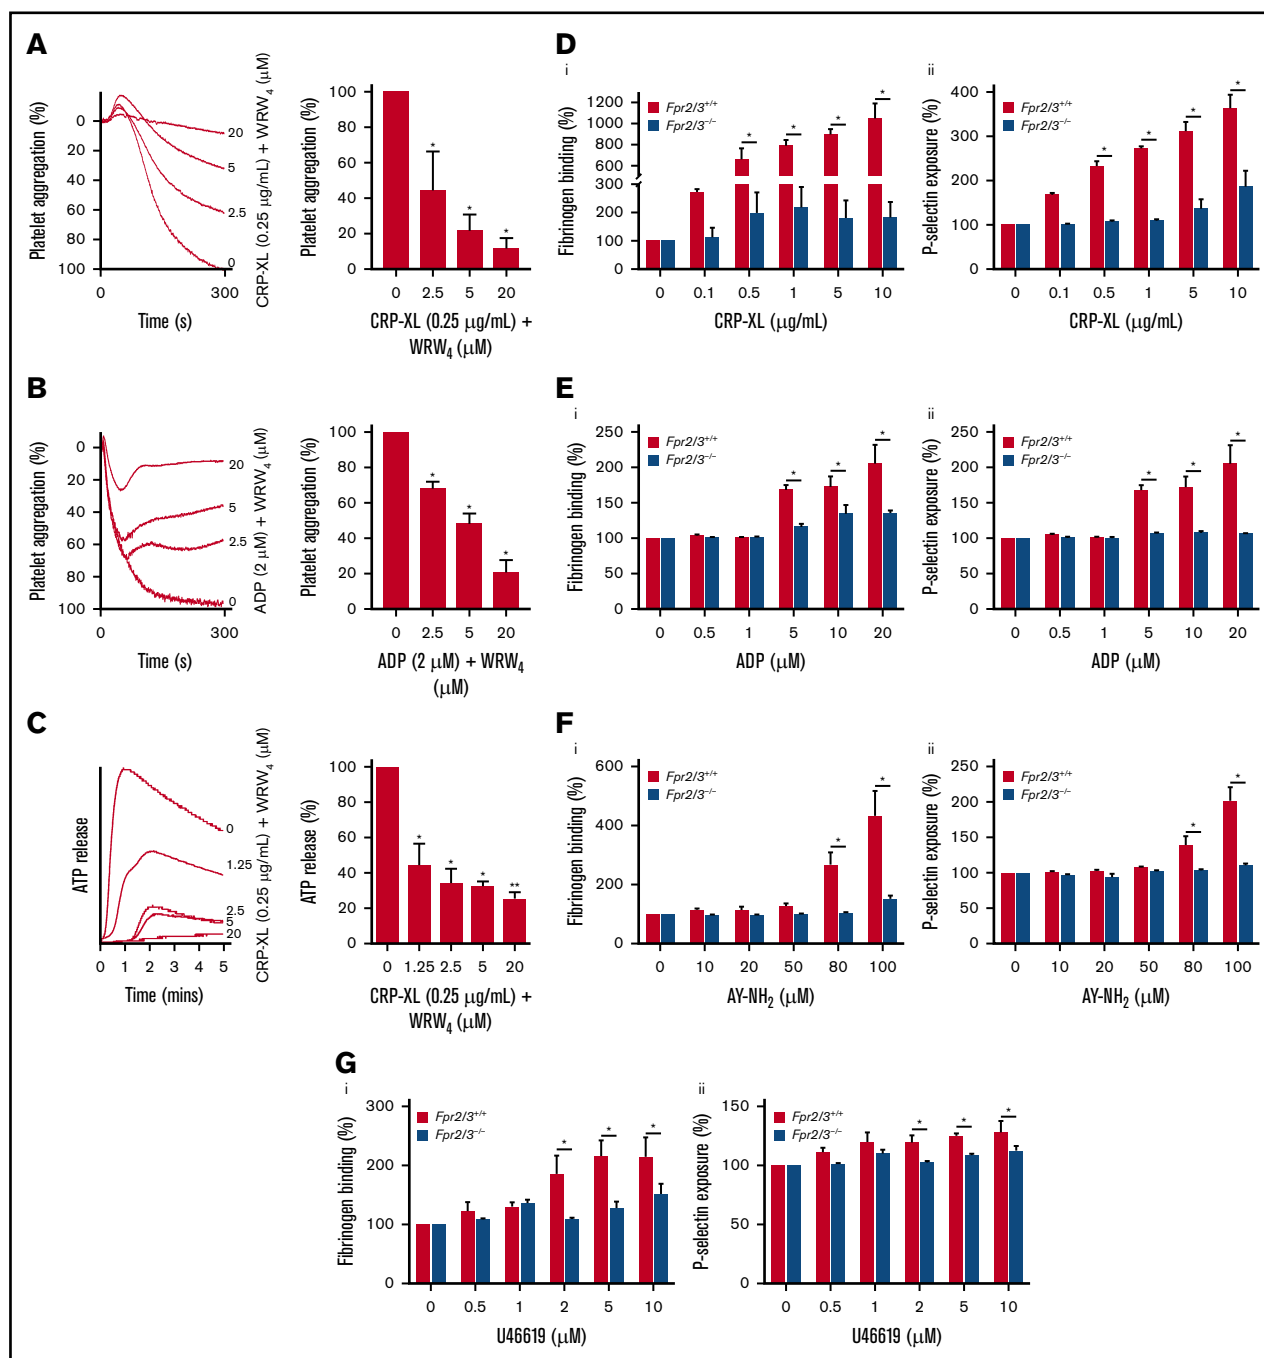 A
Platelet aggregation (%)
0
20
40
60
80
100
0
300
Time (s)
20
5
2.5
0
CRP-XL (0.25 μg/mL) + WRW4 (μM)
Platelet aggregation (%)
100
80
60
40
20
0
* * *
0 2.5 5 20
CRP-XL (0.25 μg/mL) +
WRW4 (μM)
B
Platelet aggregation (%)
0
20
40
60
80
100
0
300
Time (s)
20
5
2.5
0
ADP (2 μM) + WRW4 (μM)
Platelet aggregation (%)
100
80
60
40
20
0
* * *
0 2.5 5 20
ADP (2 μM) + WRW4
(μM)
C
ATP release
0 1 2 3 4 5
Time (mins)
0
1.25
2.5
5
20
CRP-XL (0.25 μg/mL) + WRW4 (μM)
ATP release (%)
100
80
60
40
20
0
* * * **
0 1.25 2.5 5 20
CRP-XL (0.25 μg/mL) +
WRW4 (μM)
D
i
Fibrinogen binding (%)
1200
1000
800
600
300
200
100
0
Fpr2/3+/+
Fpr2/3−/−
* * * *
0 0.1 0.5 1 5 10
CRP-XL (μg/mL)
ii
P-selectin exposure (%)
400
300
200
100
0
Fpr2/3+/+
Fpr2/3−/−
* * * *
0 0.1 0.5 1 5 10
CRP-XL (μg/mL)
E
i
Fibrinogen binding (%)
250
200
150
100
50
0
Fpr2/3+/+
Fpr2/3−/−
* * *
0 0.5 1 5 10 20
ADP (μM)
ii
P-selectin exposure (%)
250
200
150
100
50
0
Fpr2/3+/+
Fpr2/3−/−
* * *
0 0.5 1 5 10 20
ADP (μM)
F
i
Fibrinogen binding (%)
600
400
200
0
Fpr2/3+/+
Fpr2/3−/−
* *
0 10 20 50 80 100
AY-NH2 (μM)
ii
P-selectin exposure (%)
250
200
150
100
50
0
Fpr2/3+/+
Fpr2/3−/−
* *
0 10 20 50 80 100
AY-NH2 (μM)
G
i
Fibrinogen binding (%)
300
200
100
0
Fpr2/3+/+
Fpr2/3−/−
* * *
0 0.5 1 2 5 10
U46619 (μM)
ii
P-selectin exposure (%)
150
100
50
0
Fpr2/3+/+
Fpr2/3−/−
* * *
0 0.5 1 2 5 10
U46619 (μM)